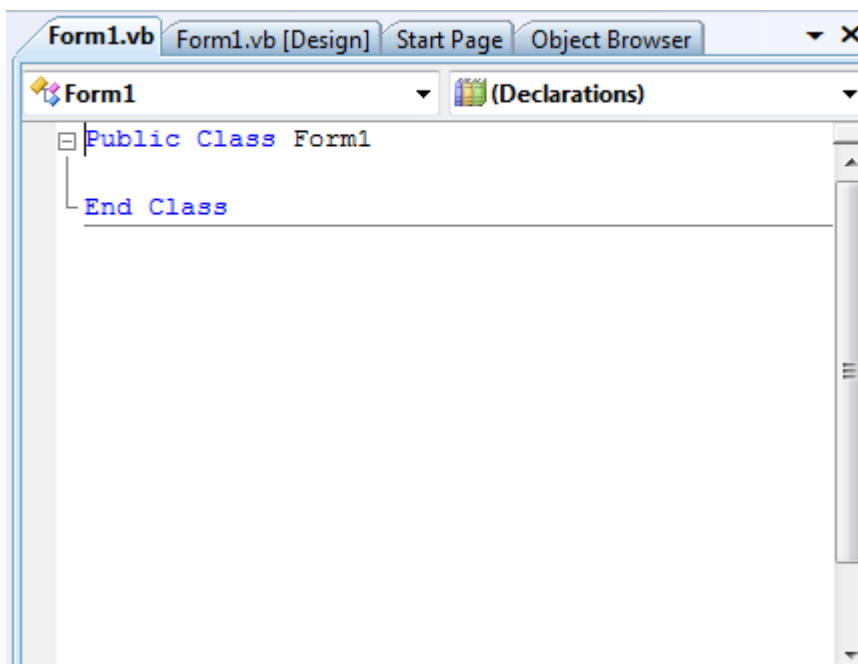 Form1.vb Form1.vb [Design] Start Page Object Browser
Form1 (Declarations)
Public Class Form1
End Class